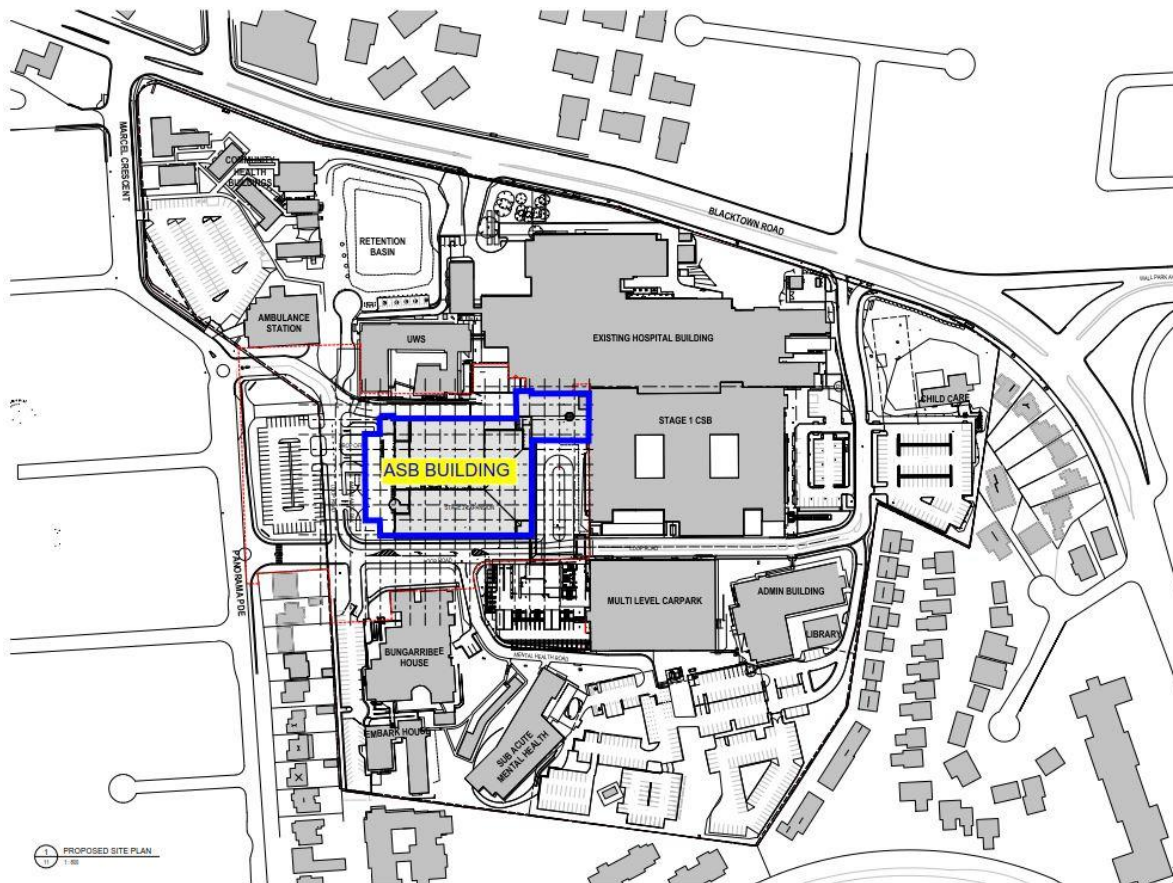 MARCEL CRESCENT
COMMUNITY
HEALTH
BUILDINGS
BLACKTOWN ROAD
RETENTION
BASIN
AMBULANCE
STATION
UWS
EXISTING HOSPITAL BUILDING
STAGE 1 CSB
CHILD CARE
ASB BUILDING
PANORAMA PDE
MULTI LEVEL CARPARK
ADMIN BUILDING
LIBRARY
BUNGARRIBEE
HOUSE
MENTAL HEALTH ROAD
EMBARK HOUSE
SUB ACUTE
MENTAL HEALTH
1
11
PROPOSED SITE PLAN